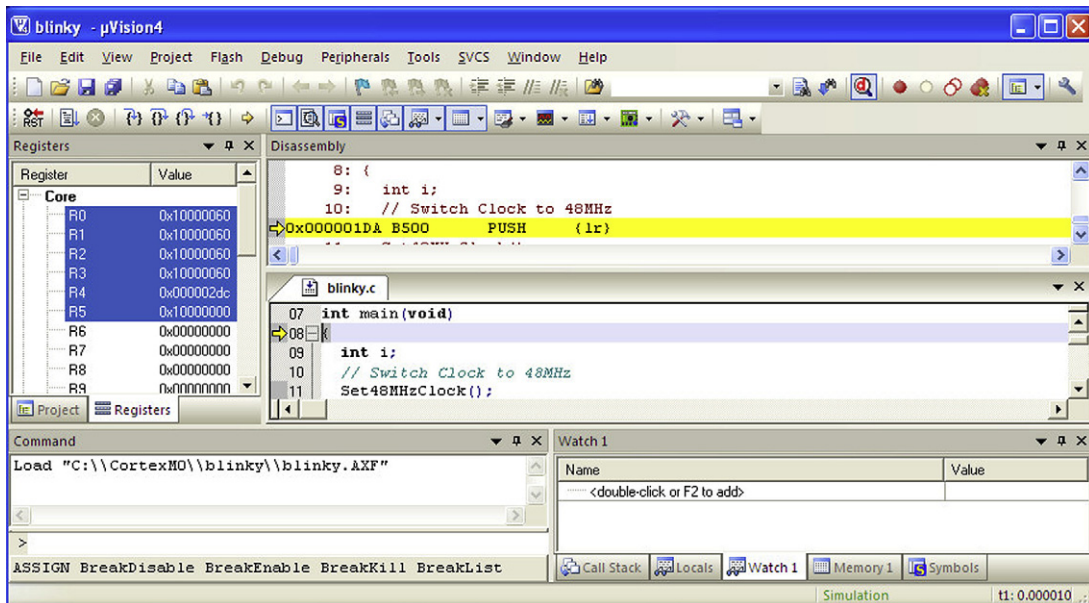 blinky - µVision4
File Edit View Project Flash Debug Peripherals Tools SVCS Window Help
RST
Registers
Register Value
Core
R0 0x10000060
R1 0x10000060
R2 0x10000060
R3 0x10000060
R4 0x000002dc
R5 0x10000000
R6 0x00000000
R7 0x00000000
R8 0x00000000
R9 0x00000000
Project Registers
Disassembly
8: {
9: int i;
10: // Switch Clock to 48MHz
0x000001DA B500 PUSH {lr}
blinky.c
07 int main(void)
08 {
09 int i;
10 // Switch Clock to 48MHz
11 Set48MHzClock();
Command
Load "C:\\CortexM0\\blinky\\blinky.AXF"
>
ASSIGN BreakDisable BreakEnable BreakKill BreakList
Watch 1
Name Value
<double-click or F2 to add>
Call Stack Locals Watch 1 Memory 1 Symbols
Simulation t1: 0.000010